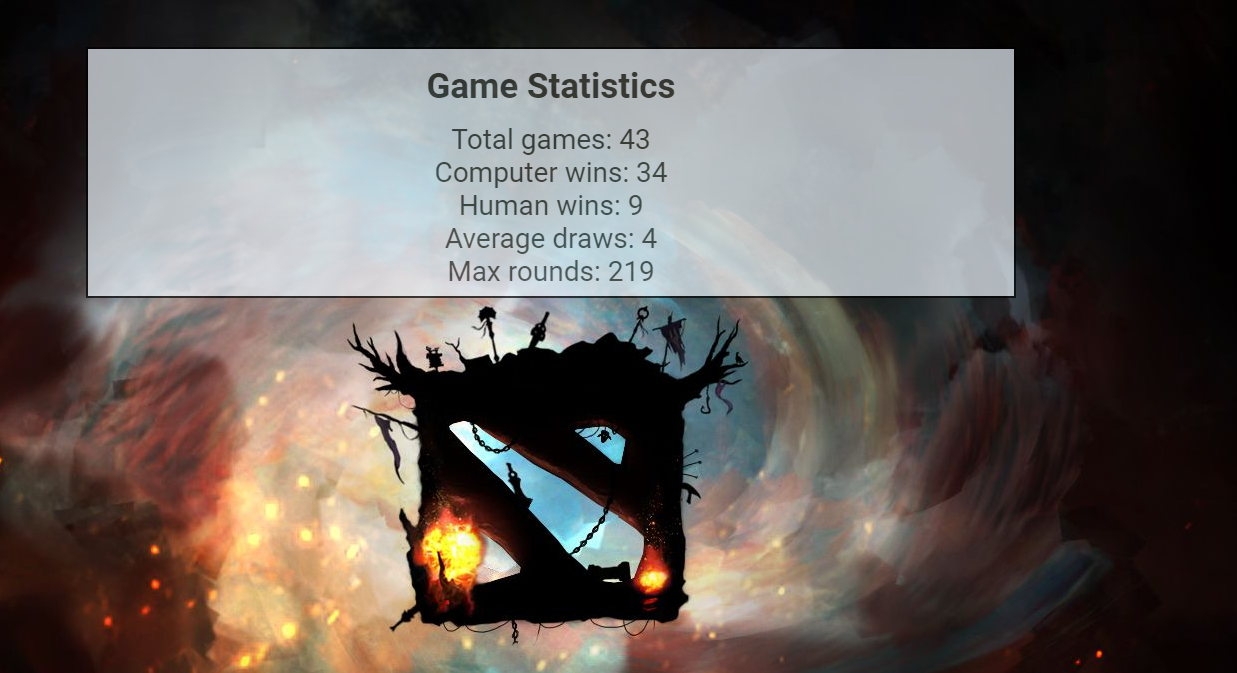 Game Statistics
Total games: 43
Computer wins: 34
Human wins: 9
Average draws: 4
Max rounds: 219